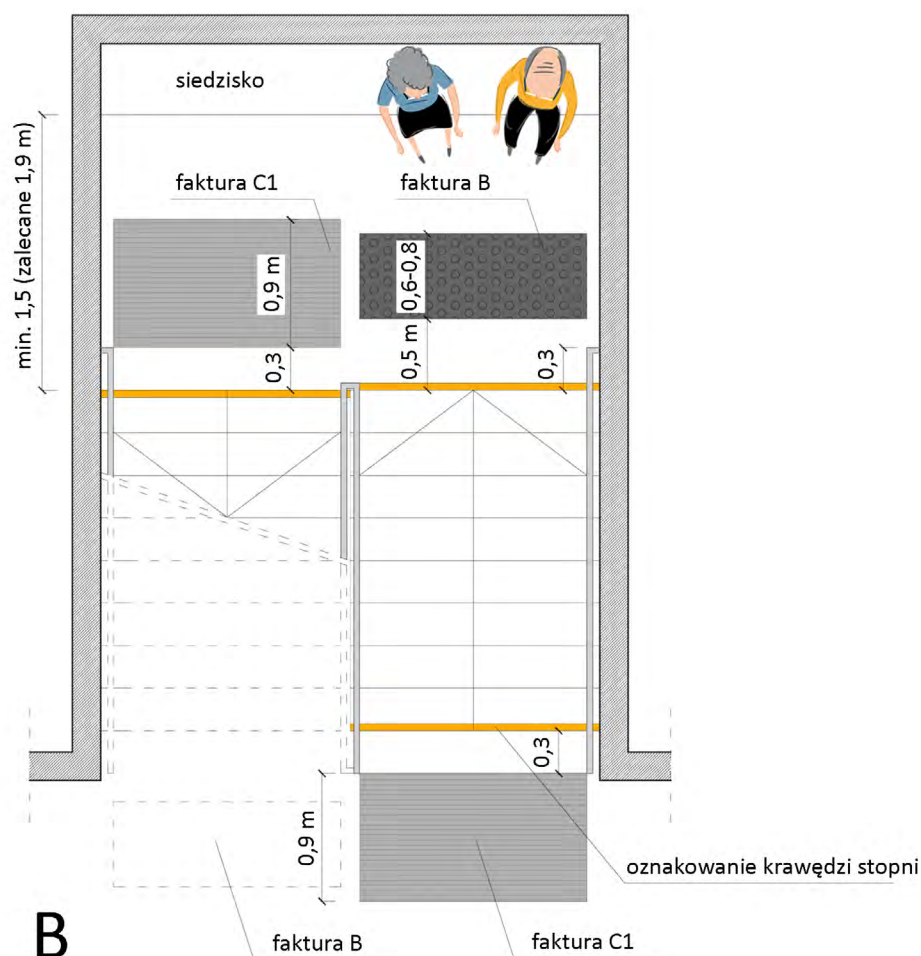 siedzisko
min. 1,5 (zalecane 1,9 m)
faktura C1
faktura B
0,9 m
0,6-0,8
0,3
0,5 m
0,3
0,3
0,9 m
oznakowanie krawędzi stopni
B
faktura B
faktura C1